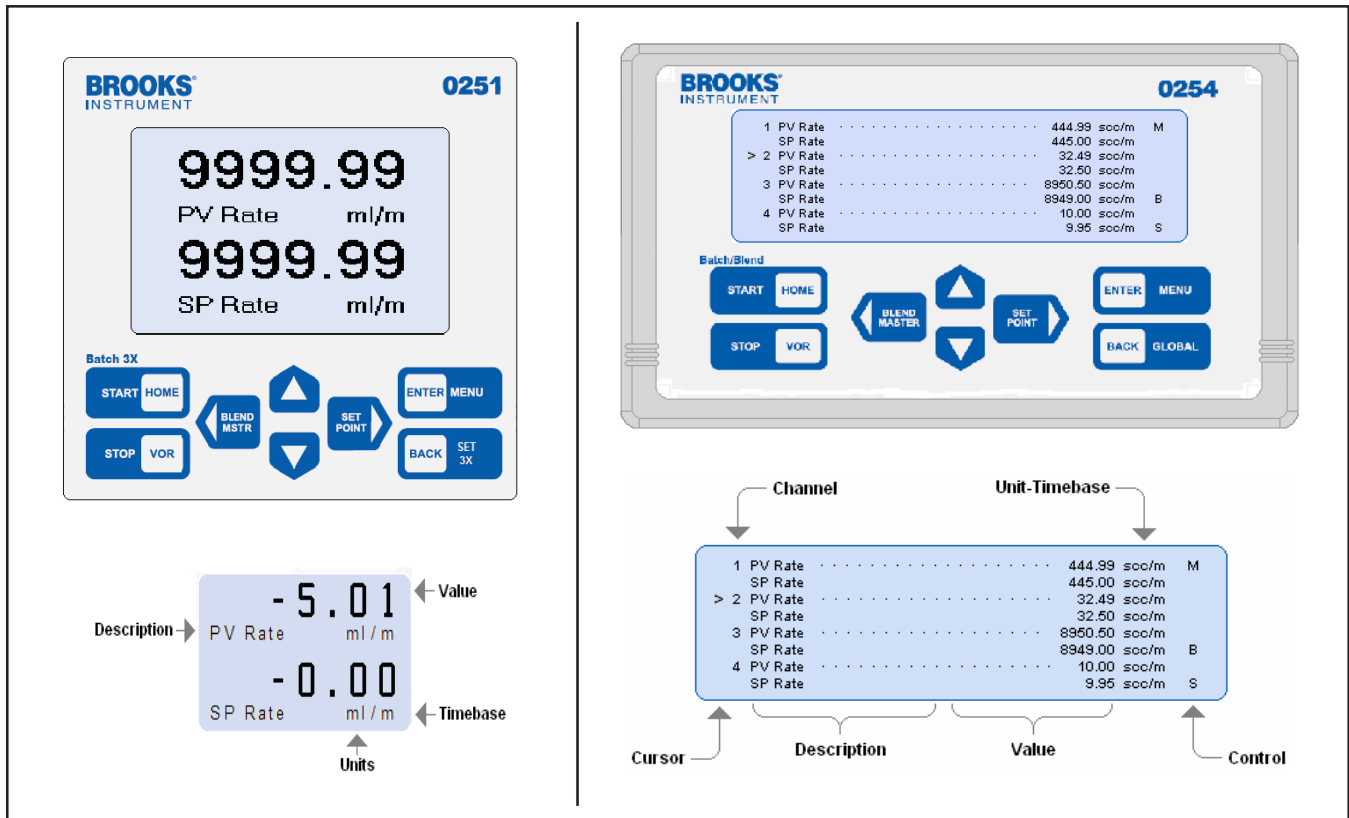 BROOKS®
INSTRUMENT
0251
9999.99
PV Rate ml/m
9999.99
SP Rate ml/m
Batch 3X
START HOME
BLEND MSTR
SET POINT
ENTER MENU
STOP VOR
BACK SET 3X
- 5.01
Value
Description
PV Rate ml/m
- 0.00
SP Rate ml/m
Timebase
Units
BROOKS®
INSTRUMENT
0254
1 PV Rate · · · · · · · · · · · · · · · · · · · · 444.99 scc/m M
SP Rate 445.00 scc/m
> 2 PV Rate · · · · · · · · · · · · · · · · · · · · 32.49 scc/m
SP Rate 32.50 scc/m
3 PV Rate · · · · · · · · · · · · · · · · · · · 8950.50 scc/m
SP Rate 8949.00 scc/m B
4 PV Rate · · · · · · · · · · · · · · · · · · · · 10.00 scc/m
SP Rate 9.95 scc/m S
Batch/Blend
START HOME
BLEND
MASTER
SET
POINT
ENTER MENU
STOP VOR
BACK GLOBAL
Channel
Unit-Timebase
1 PV Rate · · · · · · · · · · · · · · · · · · · · 444.99 scc/m M
SP Rate 445.00 scc/m
> 2 PV Rate · · · · · · · · · · · · · · · · · · · · 32.49 scc/m
SP Rate 32.50 scc/m
3 PV Rate · · · · · · · · · · · · · · · · · · · 8950.50 scc/m
SP Rate 8949.00 scc/m B
4 PV Rate · · · · · · · · · · · · · · · · · · · · 10.00 scc/m
SP Rate 9.95 scc/m S
Cursor
Description
Value
Control